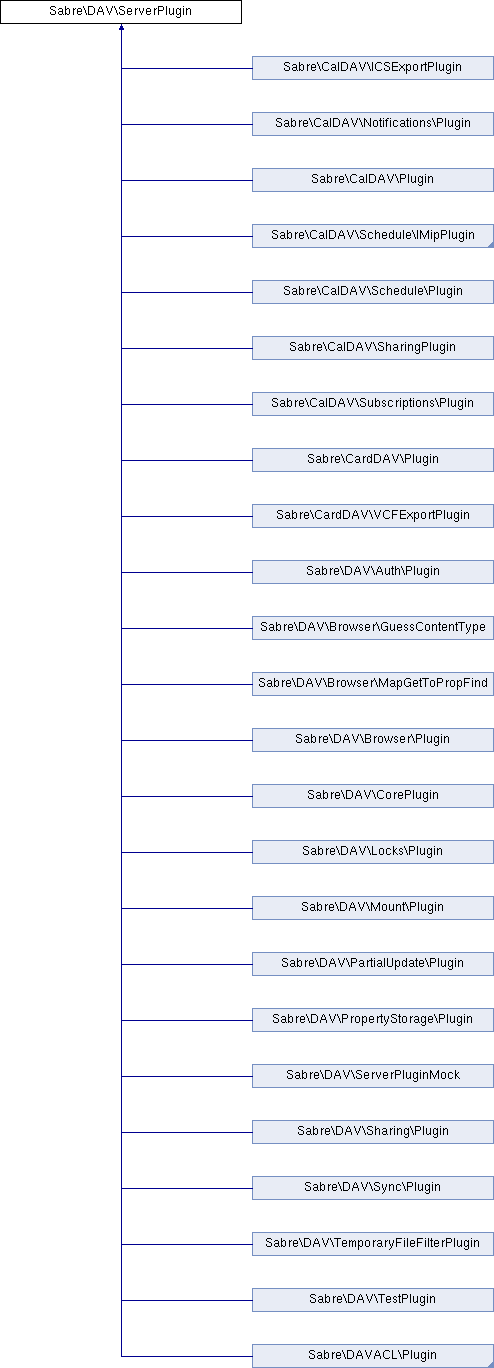 Sabre\DAV\ServerPlugin
Sabre\CalDAV\ICSExportPlugin
Sabre\CalDAV\Notifications\Plugin
Sabre\CalDAV\Plugin
Sabre\CalDAV\Schedule\IMipPlugin
Sabre\CalDAV\Schedule\Plugin
Sabre\CalDAV\SharingPlugin
Sabre\CalDAV\Subscriptions\Plugin
Sabre\CardDAV\Plugin
Sabre\CardDAV\VCFExportPlugin
Sabre\DAV\Auth\Plugin
Sabre\DAV\Browser\GuessContentType
Sabre\DAV\Browser\MapGetToPropFind
Sabre\DAV\Browser\Plugin
Sabre\DAV\CorePlugin
Sabre\DAV\Locks\Plugin
Sabre\DAV\Mount\Plugin
Sabre\DAV\PartialUpdate\Plugin
Sabre\DAV\PropertyStorage\Plugin
Sabre\DAV\ServerPluginMock
Sabre\DAV\Sharing\Plugin
Sabre\DAV\Sync\Plugin
Sabre\DAV\TemporaryFileFilterPlugin
Sabre\DAV\TestPlugin
Sabre\DAVACL\Plugin